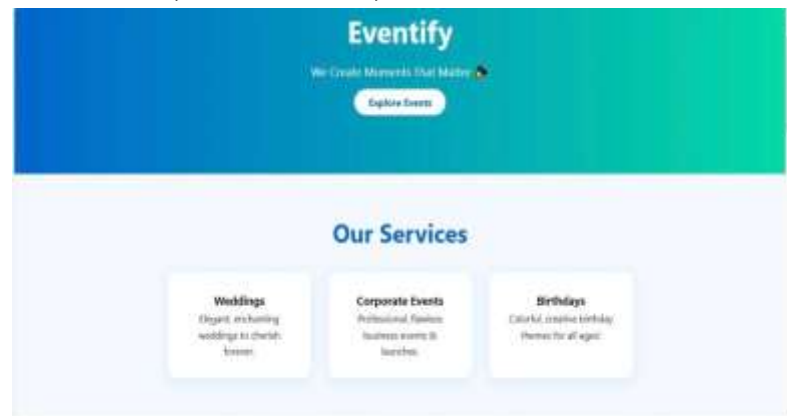 Eventify
We Create Moments That Matter
Explore Events
Our Services
Weddings
Elegant, enchanting
weddings to cherish
forever.
Corporate Events
Professional, flawless
business events &
launches.
Birthdays
Colorful, creative birthday
themes for all ages!